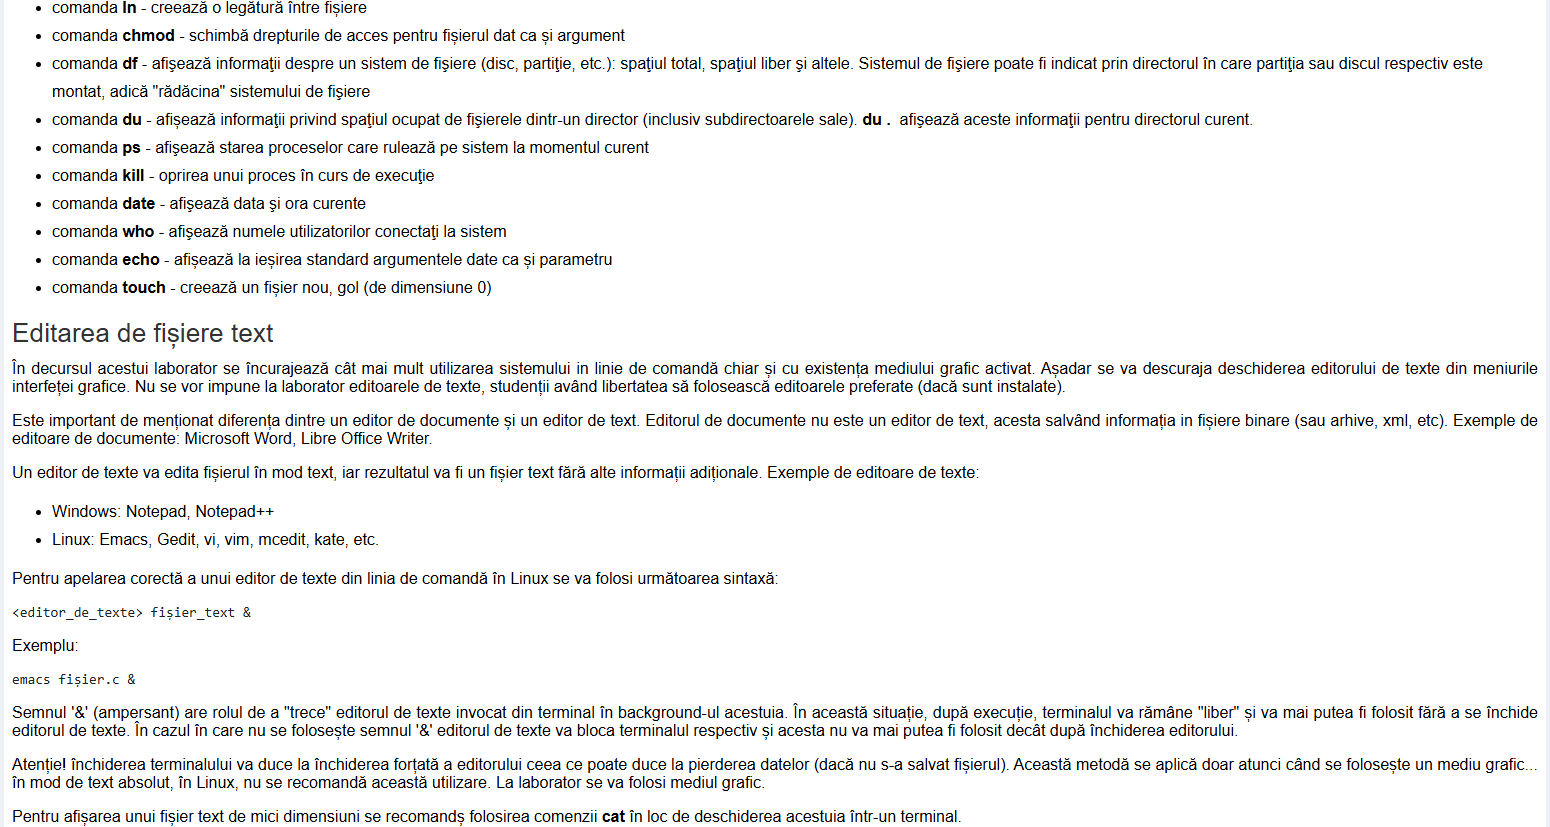 • comanda ln - creează o legătură între fișiere
• comanda chmod - schimbă drepturile de acces pentru fișierul dat ca și argument
• comanda df - afişează informaţii despre un sistem de fişiere (disc, partiţie, etc.): spaţiul total, spaţiul liber şi altele. Sistemul de fişiere poate fi indicat prin directorul în care partiţia sau discul respectiv este
montat, adică "rădăcina" sistemului de fişiere
• comanda du - afișează informaţii privind spaţiul ocupat de fişierele dintr-un director (inclusiv subdirectoarele sale). du . afişează aceste informaţii pentru directorul curent.
• comanda ps - afişează starea proceselor care rulează pe sistem la momentul curent
• comanda kill - oprirea unui proces în curs de execuţie
• comanda date - afişează data şi ora curente
• comanda who - afişează numele utilizatorilor conectaţi la sistem
• comanda echo - afișează la ieșirea standard argumentele date ca și parametru
• comanda touch - creează un fișier nou, gol (de dimensiune 0)
Editarea de fișiere text
În decursul acestui laborator se încurajează cât mai mult utilizarea sistemului in linie de comandă chiar și cu existența mediului grafic activat. Așadar se va descuraja deschiderea editorului de texte din meniurile
interfeței grafice. Nu se vor impune la laborator editoarele de texte, studenții având libertatea să folosească editoarele preferate (dacă sunt instalate).
Este important de menționat diferența dintre un editor de documente și un editor de text. Editorul de documente nu este un editor de text, acesta salvând informația in fișiere binare (sau arhive, xml, etc). Exemple de
editoare de documente: Microsoft Word, Libre Office Writer.
Un editor de texte va edita fișierul în mod text, iar rezultatul va fi un fișier text fără alte informații adiționale. Exemple de editoare de texte:
• Windows: Notepad, Notepad++
• Linux: Emacs, Gedit, vi, vim, mcedit, kate, etc.
Pentru apelarea corectă a unui editor de texte din linia de comandă în Linux se va folosi următoarea sintaxă:
<editor_de_texte> fișier_text &
Exemplu:
emacs fișier.c &
Semnul '&' (ampersant) are rolul de a "trece" editorul de texte invocat din terminal în background-ul acestuia. În această situație, după execuție, terminalul va rămâne "liber" și va mai putea fi folosit fără a se închide
editorul de texte. În cazul în care nu se folosește semnul '&' editorul de texte va bloca terminalul respectiv și acesta nu va mai putea fi folosit decât după închiderea editorului.
Atenție! închiderea terminalului va duce la închiderea forțată a editorului ceea ce poate duce la pierderea datelor (dacă nu s-a salvat fișierul). Această metodă se aplică doar atunci când se folosește un mediu grafic...
în mod de text absolut, în Linux, nu se recomandă această utilizare. La laborator se va folosi mediul grafic.
Pentru afișarea unui fișier text de mici dimensiuni se recomandș folosirea comenzii cat în loc de deschiderea acestuia într-un terminal.